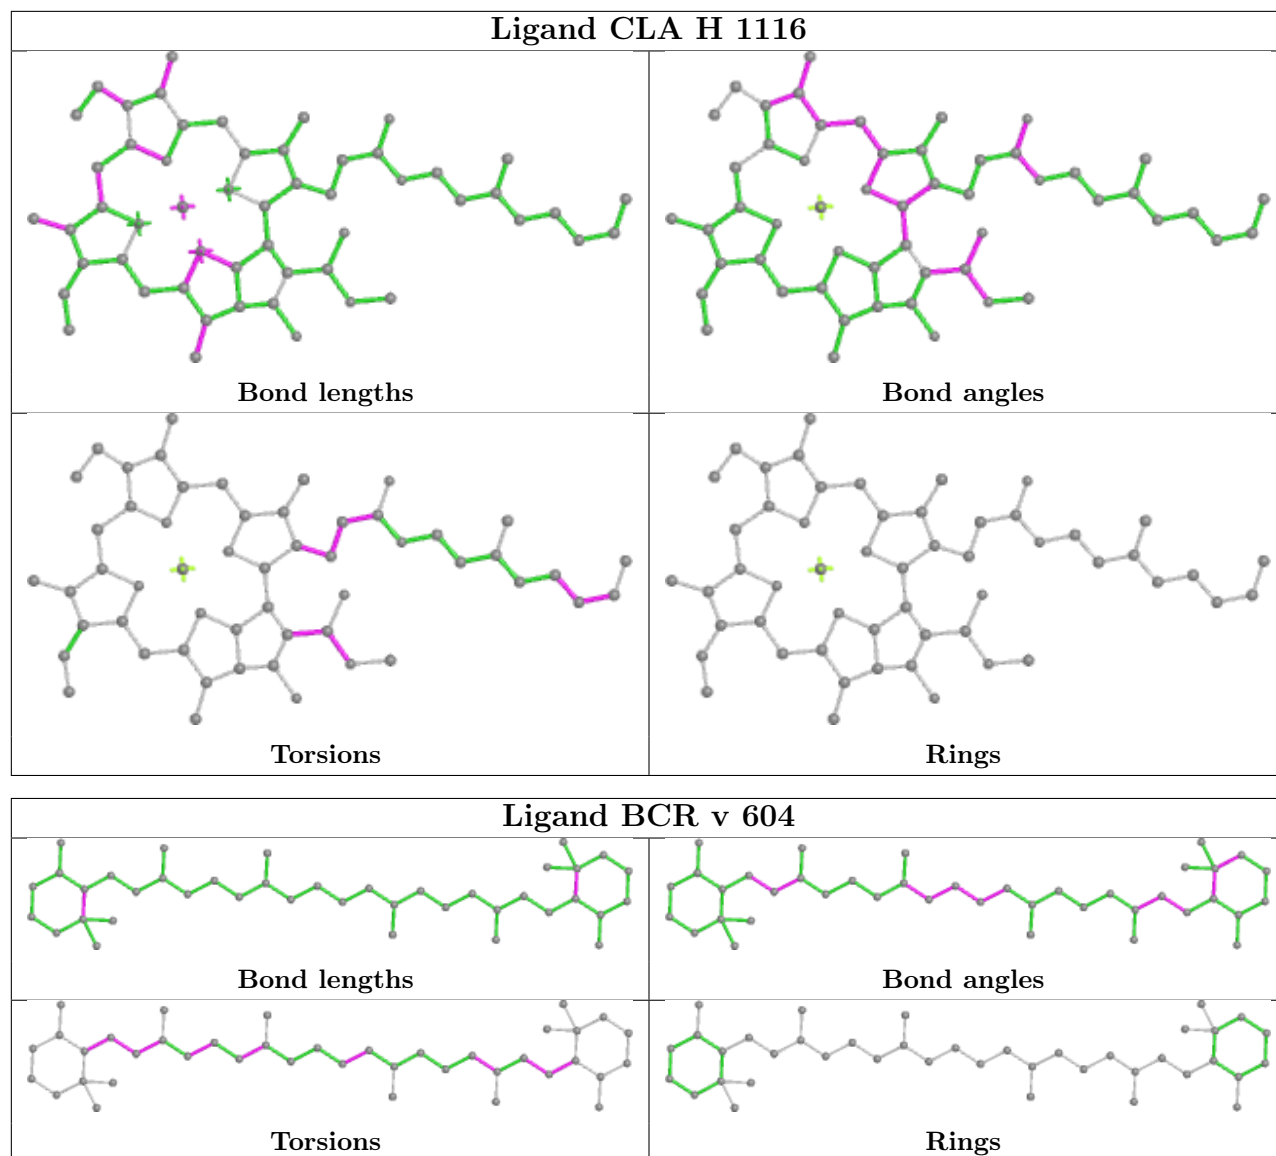 Ligand CLA H 1116
Bond lengths
Bond angles
Torsions
Rings
Ligand BCR v 604
Bond lengths
Bond angles
Torsions
Rings